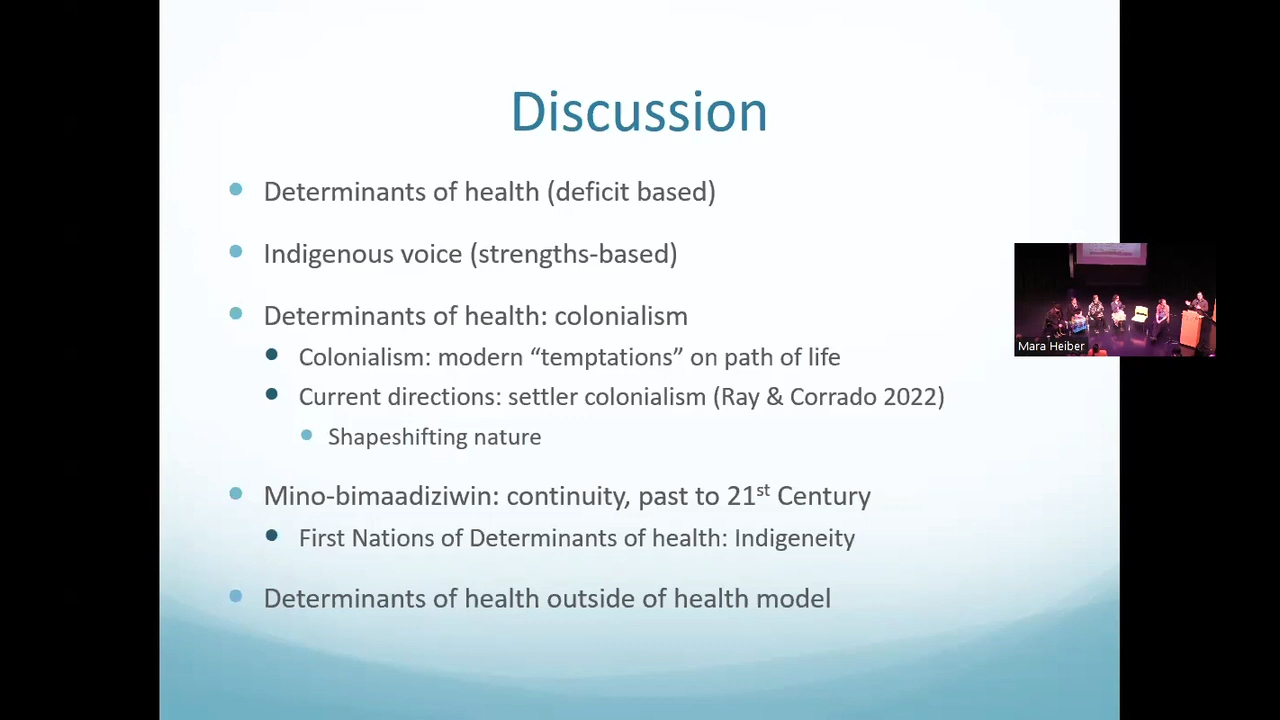 Discussion
Determinants of health (deficit based)
Indigenous voice (strengths-based)
Determinants of health: colonialism
Colonialism: modern “temptations” on path of life
Current directions: settler colonialism (Ray & Corrado 2022)
Shapeshifting nature
Mino-bimaadiziwin: continuity, past to 21st Century
First Nations of Determinants of health: Indigeneity
Determinants of health outside of health model
Mara Heiber